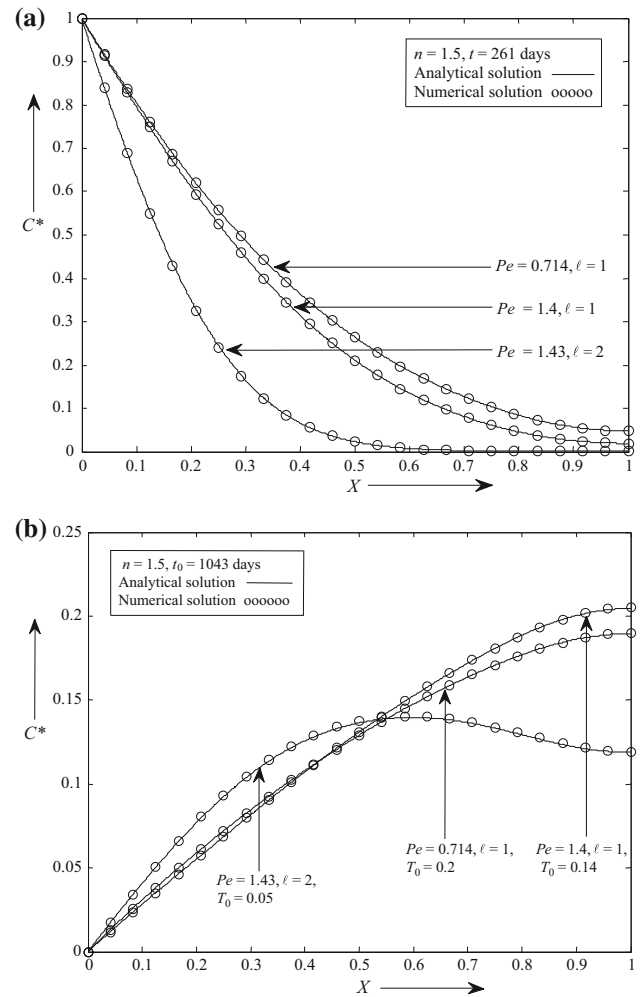 (a)
1
0.9
0.8
0.7
0.6
0.5
0.4
0.3
0.2
0.1
0
C*
n = 1.5, t = 261 days
Analytical solution
Numerical solution ooooo
Pe = 0.714, ℓ = 1
Pe = 1.4, ℓ = 1
Pe = 1.43, ℓ = 2
0 0.1 0.2 0.3 0.4 0.5 0.6 0.7 0.8 0.9 1
X
(b)
0.25
0.2
0.15
0.1
0.05
0
C*
n = 1.5, t0 = 1043 days
Analytical solution
Numerical solution oooooo
Pe = 1.43, ℓ = 2,
T0 = 0.05
Pe = 0.714, ℓ = 1,
T0 = 0.2
Pe = 1.4, ℓ = 1,
T0 = 0.14
0 0.1 0.2 0.3 0.4 0.5 0.6 0.7 0.8 0.9 1
X